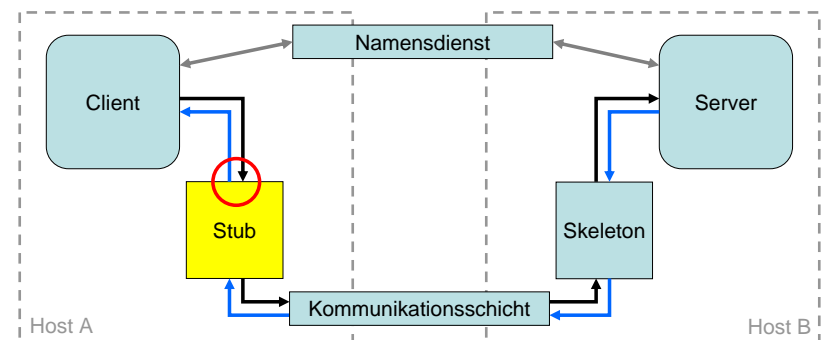 Namensdienst
Client
Server
Stub
Skeleton
Kommunikationsschicht
Host A
Host B